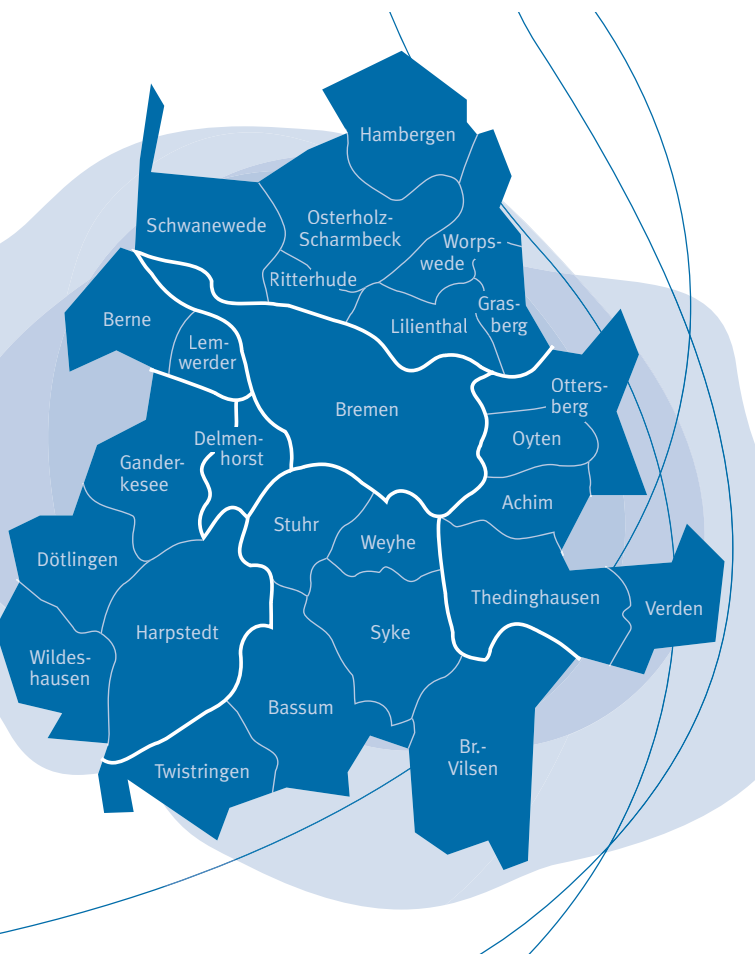 Hambergen
Schwanewede
Osterholz-
Scharmbeck
Worps-
wede
Ritterhude
Gras-
berg
Berne
Lilienthal
Lem-
werder
Otters-
berg
Bremen
Delmen-
horst
Oyten
Gander-
kesee
Achim
Stuhr
Weyhe
Dötlingen
Thedinghausen
Verden
Harpstedt
Syke
Wildes-
hausen
Bassum
Br.-
Vilsen
Twistringen